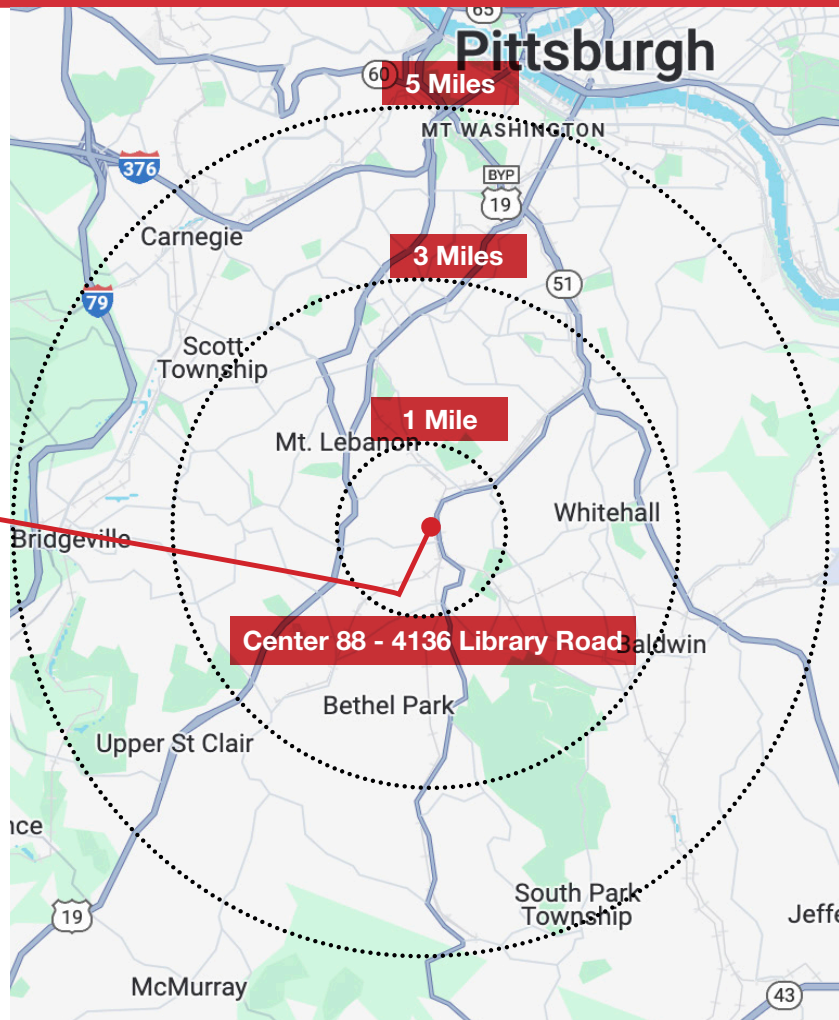 65
Pittsburgh
60
5 Miles
MT WASHINGTON
376
BYP
19
Carnegie
3 Miles
51
79
Scott
Township
1 Mile
Mt. Lebanon
Whitehall
Bridgeville
Center 88 - 4136 Library Road
Baldwin
Bethel Park
Upper St Clair
nce
South Park
Township
19
Jeffe
McMurray
43